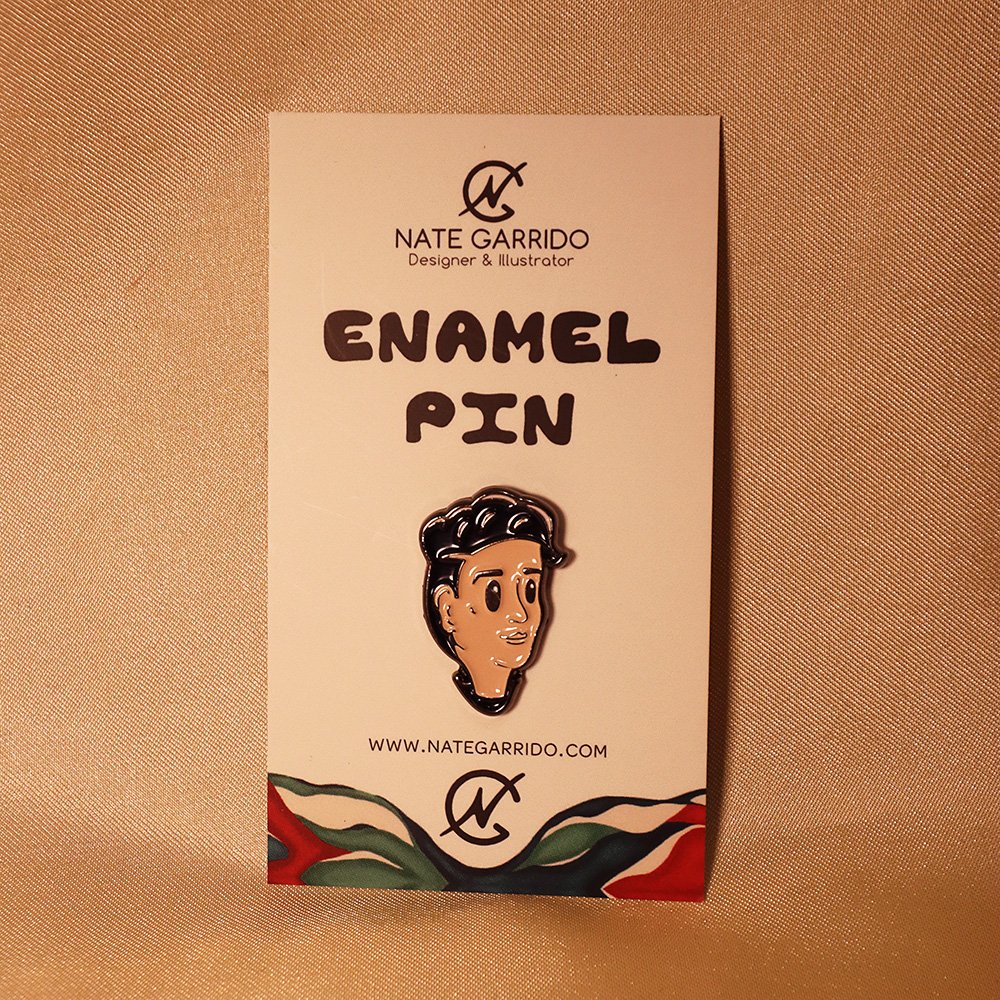 NATE GARRIDO
Designer & Illustrator
ENAMEL
PIN
WWW.NATEGARRIDO.COM